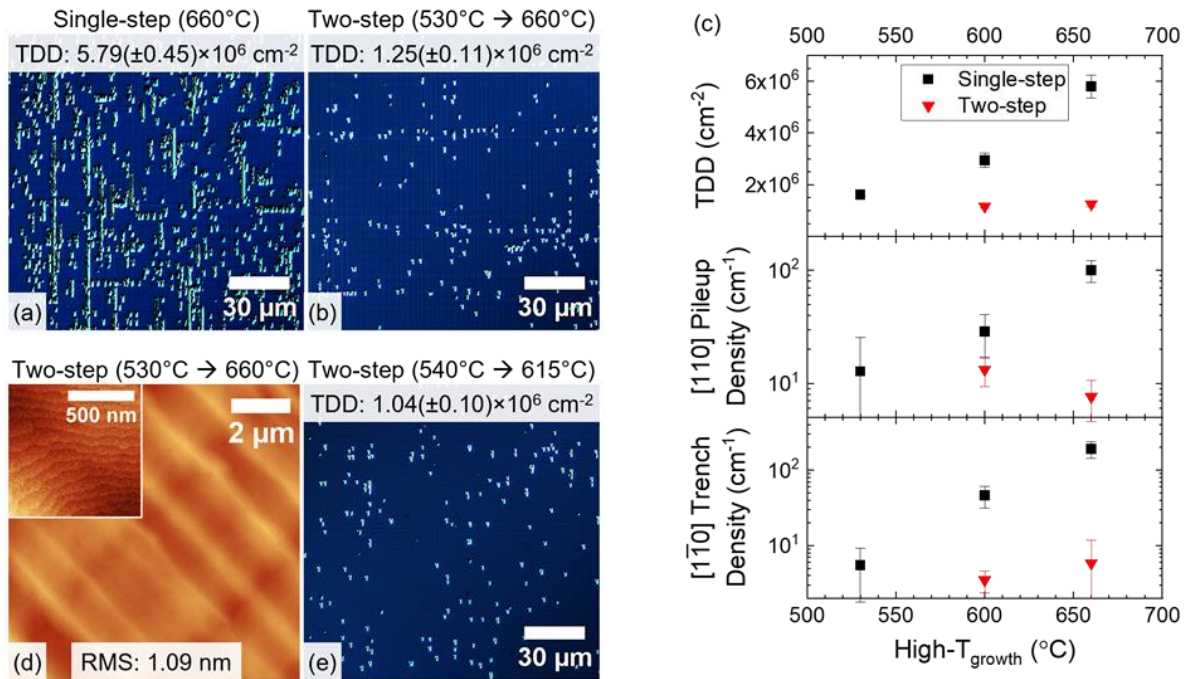 Single-step (660°C)
TDD: 5.79(±0.45)×10⁶ cm⁻²
30 µm
(a)
Two-step (530°C → 660°C)
TDD: 1.25(±0.11)×10⁶ cm⁻²
30 µm
(b)
Two-step (530°C → 660°C)
500 nm
2 µm
(d)
RMS: 1.09 nm
Two-step (540°C → 615°C)
TDD: 1.04(±0.10)×10⁶ cm⁻²
30 µm
(e)
(c)
500 550 600 650 700
Single-step
Two-step
6x10⁶
4x10⁶
2x10⁶
TDD (cm⁻²)
10²
10¹
[110] Pileup
Density (cm⁻¹)
10²
10¹
[11̅0] Trench
Density (cm⁻¹)
500 550 600 650 700
High-T_growth (°C)